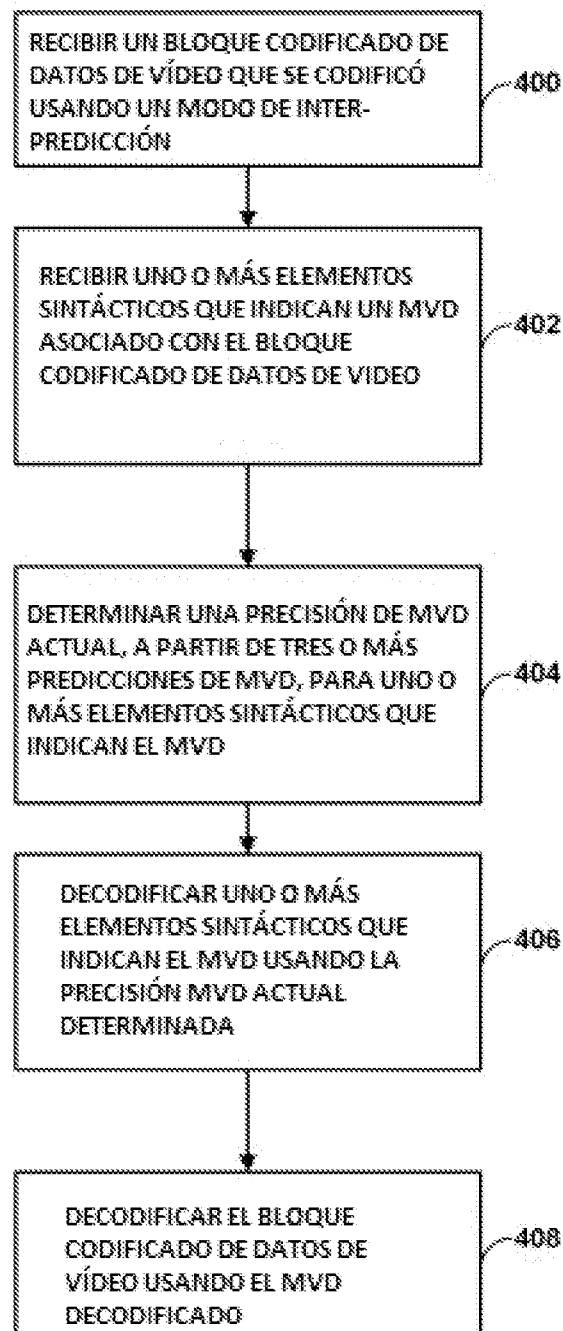 RECIBIR UN BLOQUE CODIFICADO DE
DATOS DE VÍDEO QUE SE CODIFICÓ
USANDO UN MODO DE INTER-
PREDICCIÓN
400
RECIBIR UNO O MÁS ELEMENTOS
SINTÁCTICOS QUE INDICAN UN MVD
ASOCIADO CON EL BLOQUE
CODIFICADO DE DATOS DE VIDEO
402
DETERMINAR UNA PRECISIÓN DE MVD
ACTUAL, A PARTIR DE TRES O MÁS
PREDICCIONES DE MVD, PARA UNO O
MÁS ELEMENTOS SINTÁCTICOS QUE
INDICAN EL MVD
404
DECODIFICAR UNO O MÁS
ELEMENTOS SINTÁCTICOS QUE
INDICAN EL MVD USANDO LA
PRECISIÓN MVD ACTUAL
DETERMINADA
406
DECODIFICAR EL BLOQUE
CODIFICADO DE DATOS DE
VÍDEO USANDO EL MVD
DECODIFICADO
408